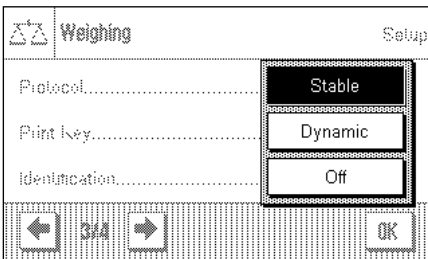 Weighing Setup
Protocol.............................. Stable
Print Key............................. Dynamic
Identification........................ Off
3/4 OK